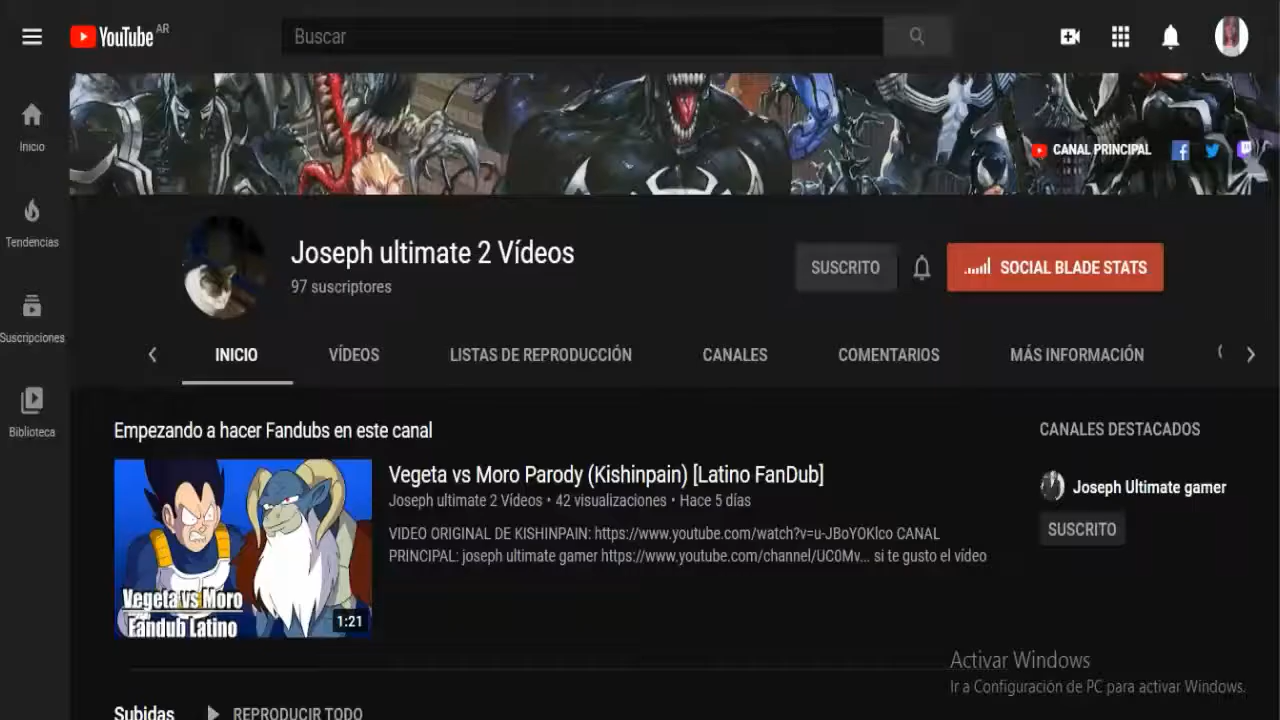 YouTube AR
Buscar
CANAL PRINCIPAL
Inicio
Tendencias
Suscripciones
Biblioteca
Joseph ultimate 2 Vídeos
97 suscriptores
SUSCRITO
SOCIAL BLADE STATS
INICIO VÍDEOS LISTAS DE REPRODUCCIÓN CANALES COMENTARIOS MÁS INFORMACIÓN
Empezando a hacer Fandubs en este canal
Vegeta vs Moro
Fandub Latino
1:21
Vegeta vs Moro Parody (Kishinpain) [Latino FanDub]
Joseph ultimate 2 Vídeos • 42 visualizaciones • Hace 5 días
VIDEO ORIGINAL DE KISHINPAIN: https://www.youtube.com/watch?v=u-JBoYOKlco CANAL
PRINCIPAL: joseph ultimate gamer https://www.youtube.com/channel/UC0Mv... si te gusto el vídeo
CANALES DESTACADOS
Joseph Ultimate gamer
SUSCRITO
Activar Windows
Ir a Configuración de PC para activar Windows.
Subidas REPRODUCIR TODO